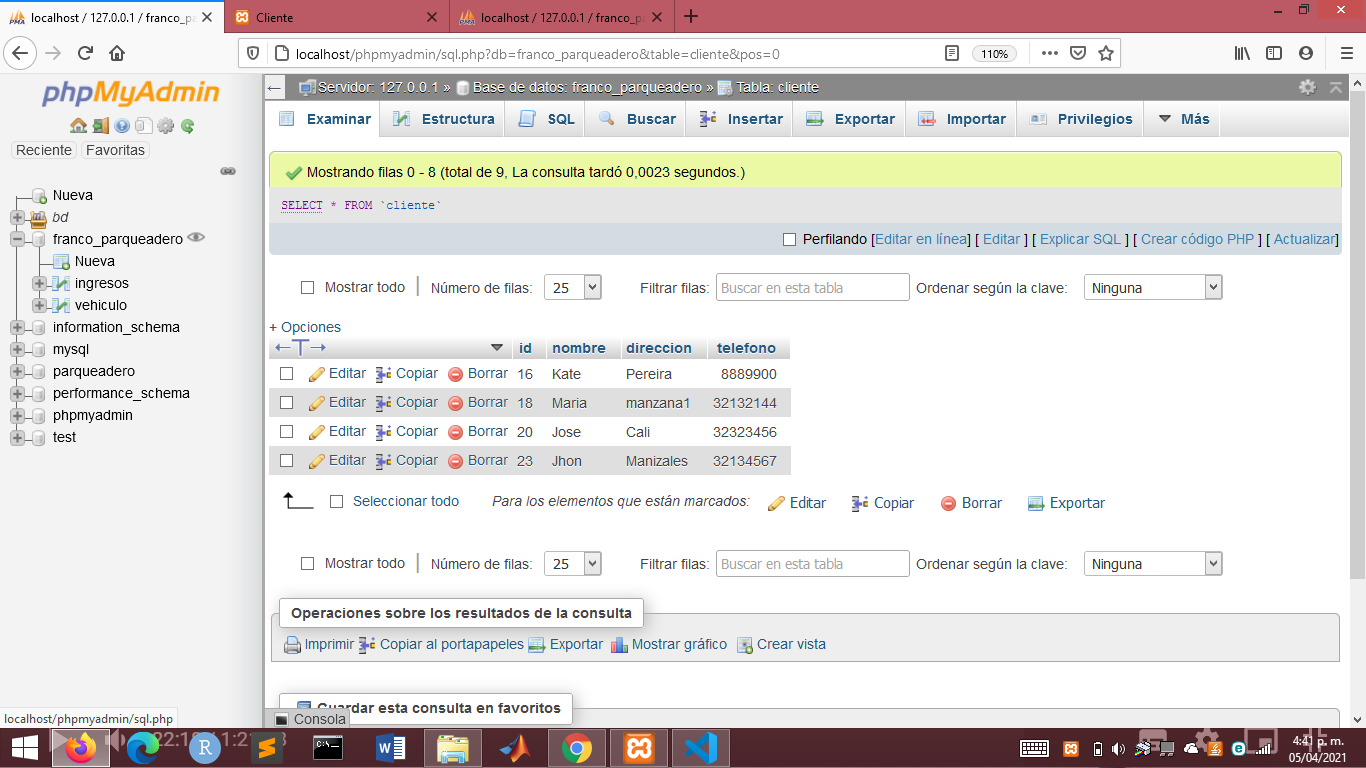 localhost / 127.0.0.1 / franco_pa
Cliente
localhost / 127.0.0.1 / franco_pa
localhost/phpmyadmin/sql.php?db=franco_parqueadero&table=cliente&pos=0
110%
phpMyAdmin
Reciente Favoritas
Nueva
bd
franco_parqueadero
Nueva
ingresos
vehiculo
information_schema
mysql
parqueadero
performance_schema
phpmyadmin
test
localhost/phpmyadmin/sql.php
Servidor: 127.0.0.1 » Base de datos: franco_parqueadero » Tabla: cliente
Examinar Estructura SQL Buscar Insertar Exportar Importar Privilegios Más
Mostrando filas 0 - 8 (total de 9, La consulta tardó 0,0023 segundos.)
SELECT * FROM `cliente`
Perfilando [Editar en línea] [ Editar ] [ Explicar SQL ] [ Crear código PHP ] [ Actualizar]
Mostrar todo | Número de filas: 25 Filtrar filas: Buscar en esta tabla Ordenar según la clave: Ninguna
+ Opciones
←T→ id nombre direccion telefono
Editar Copiar Borrar 16 Kate Pereira 8889900
Editar Copiar Borrar 18 Maria manzana1 32132144
Editar Copiar Borrar 20 Jose Cali 32323456
Editar Copiar Borrar 23 Jhon Manizales 32134567
Seleccionar todo Para los elementos que están marcados: Editar Copiar Borrar Exportar
Mostrar todo | Número de filas: 25 Filtrar filas: Buscar en esta tabla Ordenar según la clave: Ninguna
Operaciones sobre los resultados de la consulta
Imprimir Copiar al portapapeles Exportar Mostrar gráfico Crear vista
Guardar esta consulta en favoritos
Consola
4:41 p. m.
05/04/2021